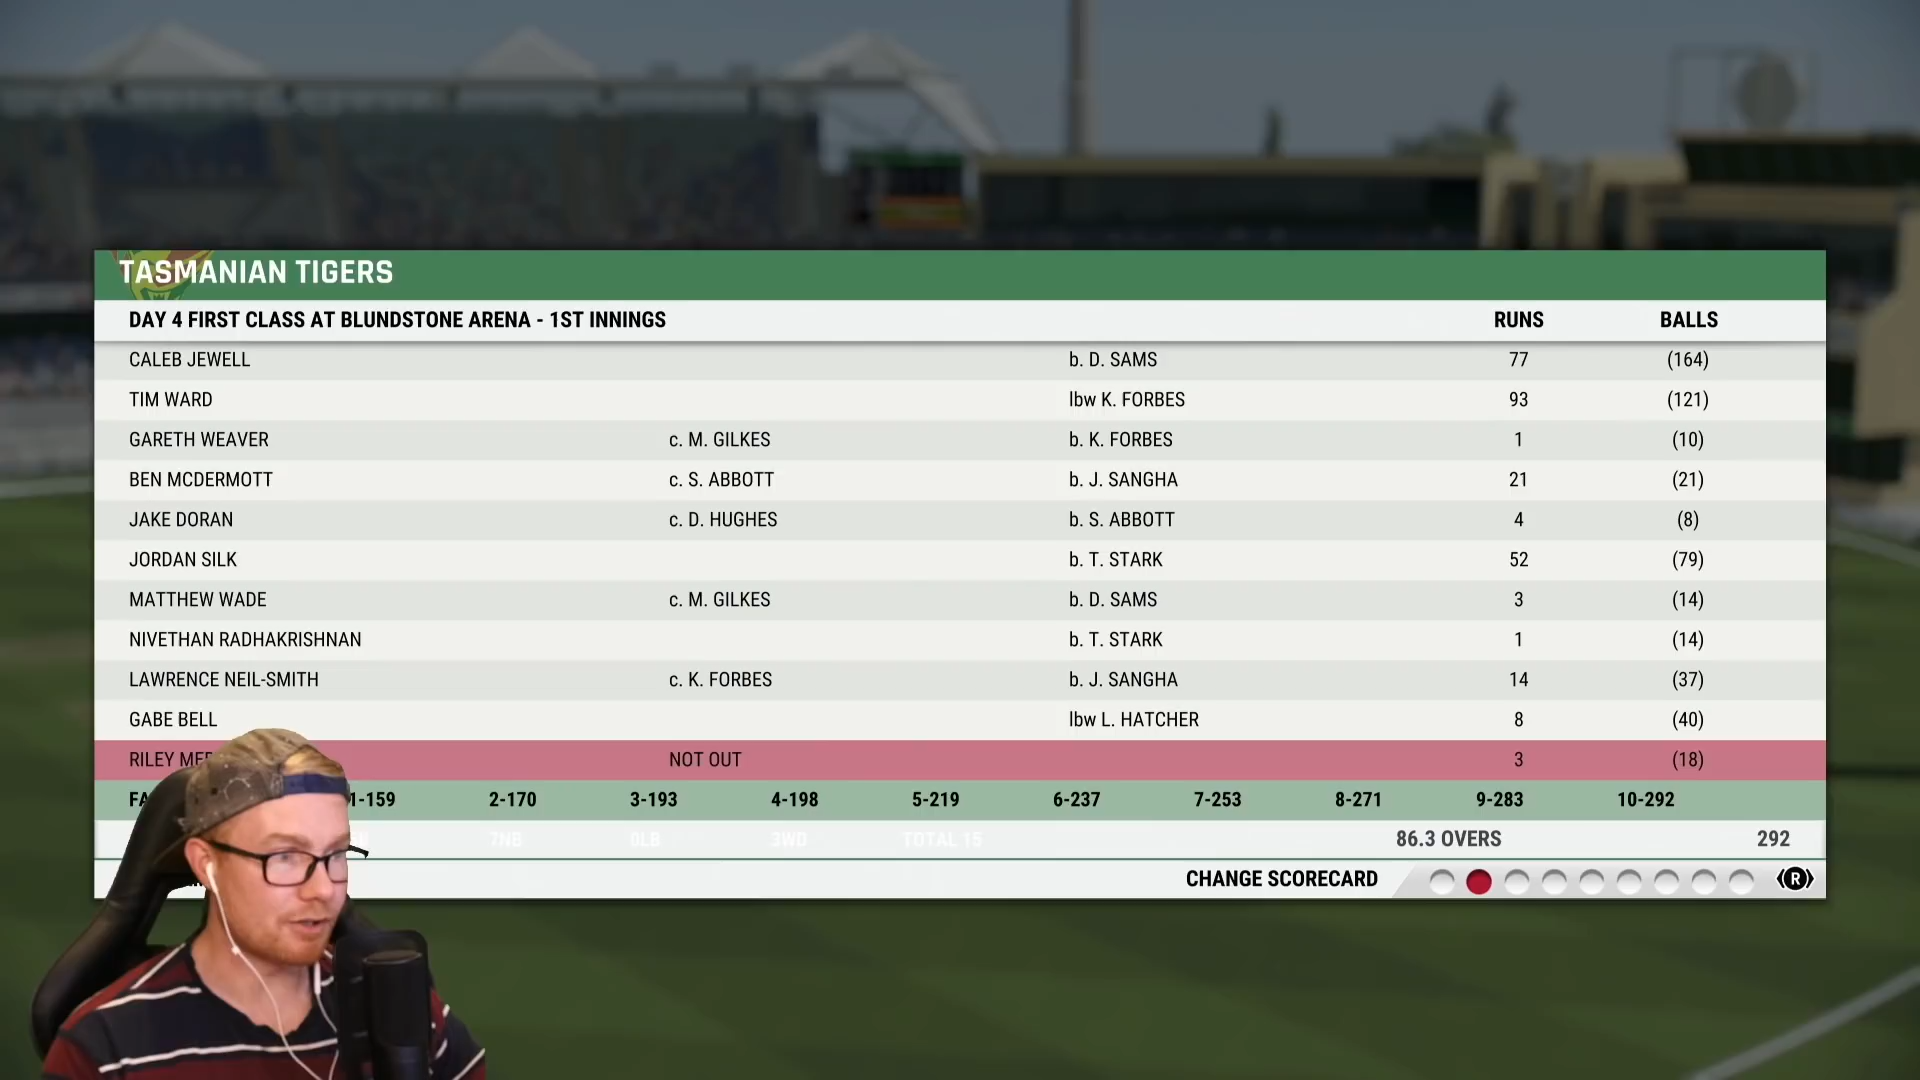 TASMANIAN TIGERS
DAY 4 FIRST CLASS AT BLUNDSTONE ARENA - 1ST INNINGS RUNS BALLS
CALEB JEWELL b. D. SAMS 77 (164)
TIM WARD lbw K. FORBES 93 (121)
GARETH WEAVER c. M. GILKES b. K. FORBES 1 (10)
BEN MCDERMOTT c. S. ABBOTT b. J. SANGHA 21 (21)
JAKE DORAN c. D. HUGHES b. S. ABBOTT 4 (8)
JORDAN SILK b. T. STARK 52 (79)
MATTHEW WADE c. M. GILKES b. D. SAMS 3 (14)
NIVETHAN RADHAKRISHNAN b. T. STARK 1 (14)
LAWRENCE NEIL-SMITH c. K. FORBES b. J. SANGHA 14 (37)
GABE BELL lbw L. HATCHER 8 (40)
RILEY NOT OUT 3 (18)
1-159 2-170 3-193 4-198 5-219 6-237 7-253 8-271 9-283 10-292
7NB 0LB 3WD TOTAL 15 86.3 OVERS 292
CHANGE SCORECARD R